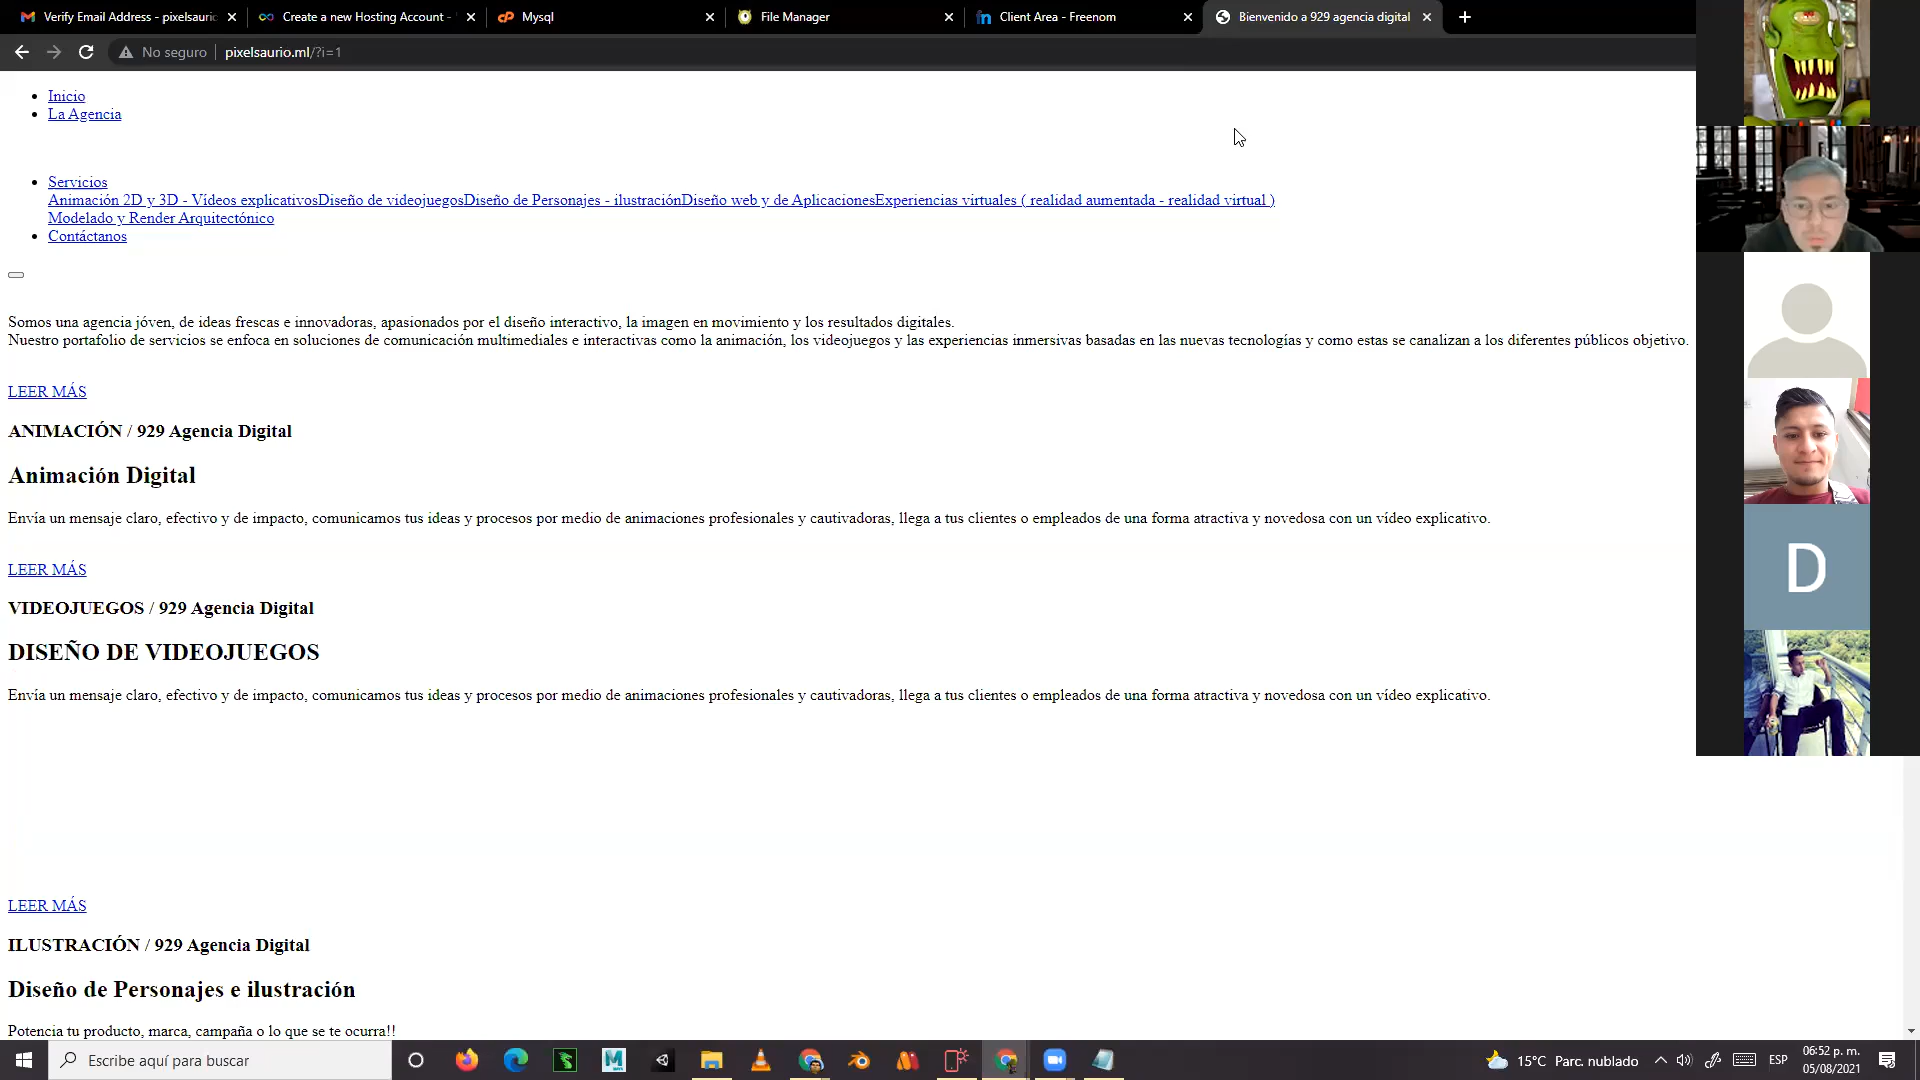 Verify Email Address - pixelsauri
Create a new Hosting Account -
Mysql
File Manager
Client Area - Freenom
Bienvenido a 929 agencia digital
No seguro
pixelsaurio.ml/?i=1
Inicio
La Agencia
Servicios
Animación 2D y 3D - Vídeos explicativosDiseño de videojuegosDiseño de Personajes - ilustraciónDiseño web y de AplicacionesExperiencias virtuales ( realidad aumentada - realidad virtual )
Modelado y Render Arquitectónico
Contáctanos
Somos una agencia jóven, de ideas frescas e innovadoras, apasionados por el diseño interactivo, la imagen en movimiento y los resultados digitales.
Nuestro portafolio de servicios se enfoca en soluciones de comunicación multimediales e interactivas como la animación, los videojuegos y las experiencias inmersivas basadas en las nuevas tecnologías y como estas se canalizan a los diferentes públicos objetivo.
LEER MÁS
ANIMACIÓN / 929 Agencia Digital
Animación Digital
Envía un mensaje claro, efectivo y de impacto, comunicamos tus ideas y procesos por medio de animaciones profesionales y cautivadoras, llega a tus clientes o empleados de una forma atractiva y novedosa con un vídeo explicativo.
LEER MÁS
VIDEOJUEGOS / 929 Agencia Digital
DISEÑO DE VIDEOJUEGOS
Envía un mensaje claro, efectivo y de impacto, comunicamos tus ideas y procesos por medio de animaciones profesionales y cautivadoras, llega a tus clientes o empleados de una forma atractiva y novedosa con un vídeo explicativo.
LEER MÁS
ILUSTRACIÓN / 929 Agencia Digital
Diseño de Personajes e ilustración
Potencia tu producto, marca, campaña o lo que se te ocurra!!
D
Escribe aquí para buscar
15°C Parc. nublado
ESP
06:52 p. m.
05/08/2021